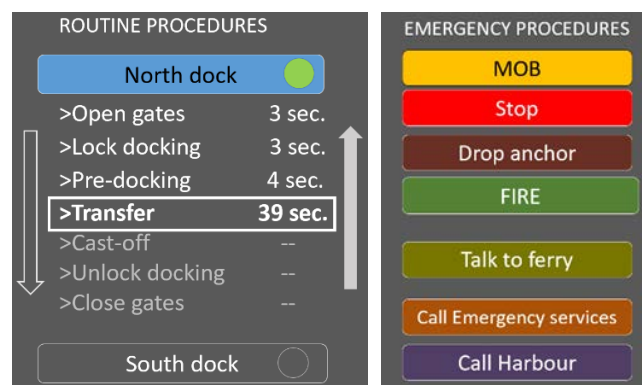 ROUTINE PROCEDURES
North dock
>Open gates 3 sec.
>Lock docking 3 sec.
>Pre-docking 4 sec.
>Transfer 39 sec.
>Cast-off --
>Unlock docking --
>Close gates --
South dock
EMERGENCY PROCEDURES
MOB
Stop
Drop anchor
FIRE
Talk to ferry
Call Emergency services
Call Harbour